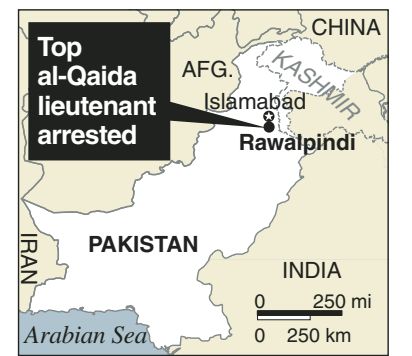 Top
al-Qaida
lieutenant
arrested
CHINA
AFG.
KASHMIR
Islamabad
Rawalpindi
PAKISTAN
IRAN
INDIA
0 250 mi
0 250 km
Arabian Sea